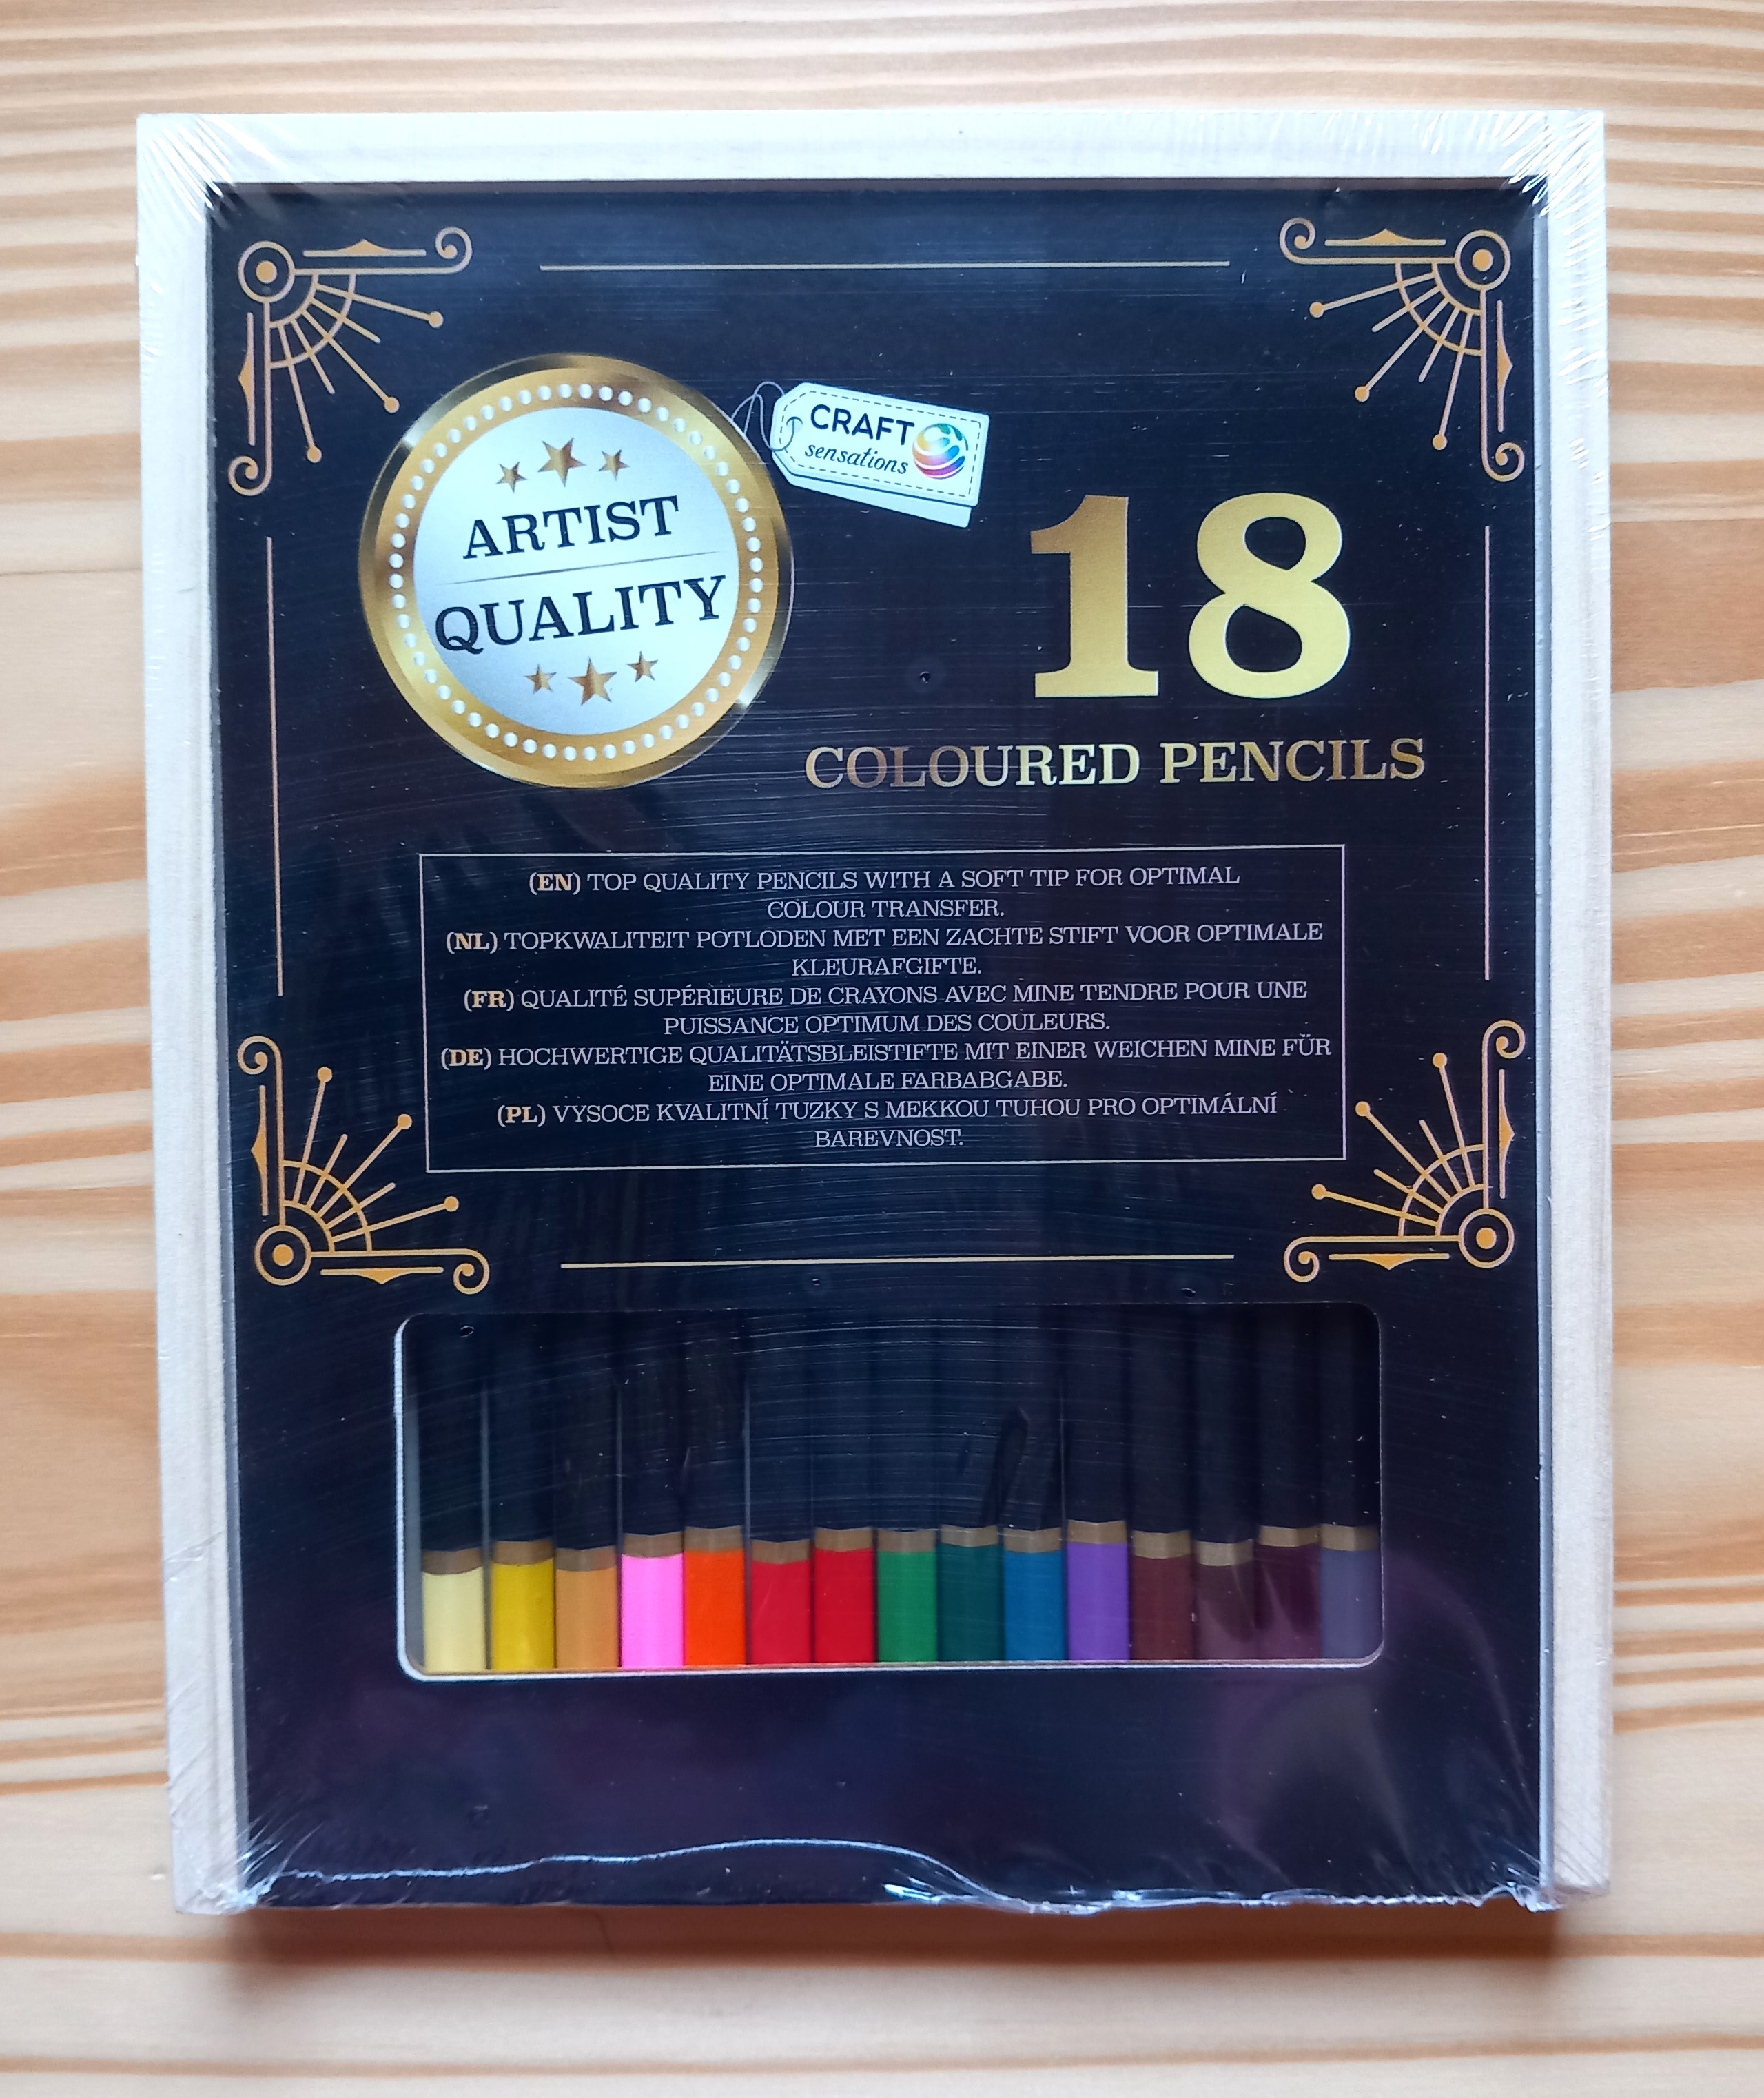 CRAFT
sensations
ARTIST
QUALITY
18
COLOURED PENCILS
(EN) TOP QUALITY PENCILS WITH A SOFT TIP FOR OPTIMAL
COLOUR TRANSFER.
(NL) TOPKWALITEIT POTLODEN MET EEN ZACHTE STIFT VOOR OPTIMALE
KLEURAFGIFTE.
(FR) QUALITÉ SUPÉRIEURE DE CRAYONS AVEC MINE TENDRE POUR UNE
PUISSANCE OPTIMUM DES COULEURS.
(DE) HOCHWERTIGE QUALITÄTSBLEISTIFTE MIT EINER WEICHEN MINE FÜR
EINE OPTIMALE FARBABGABE.
(PL) VYSOCE KVALITNÍ TUZKY S MEKKOU TUHOU PRO OPTIMÁLNÍ
BAREVNOST.